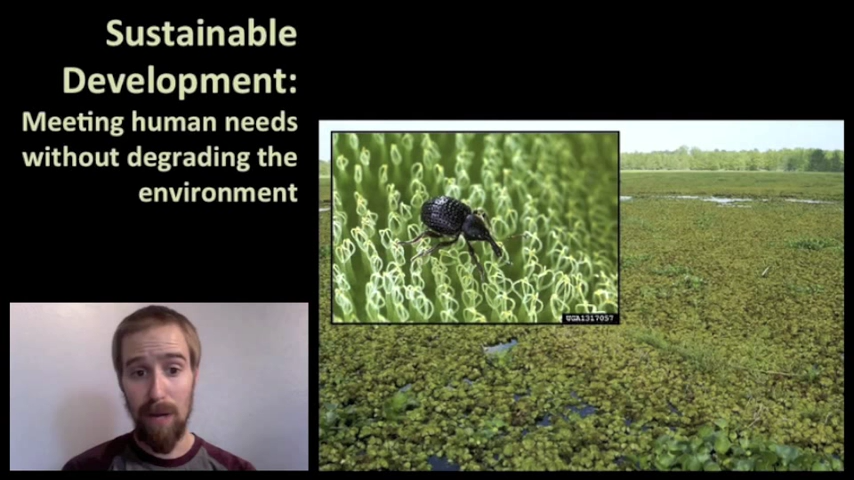 Sustainable
Development:
Meeting human needs
without degrading the
environment
UGA1317057